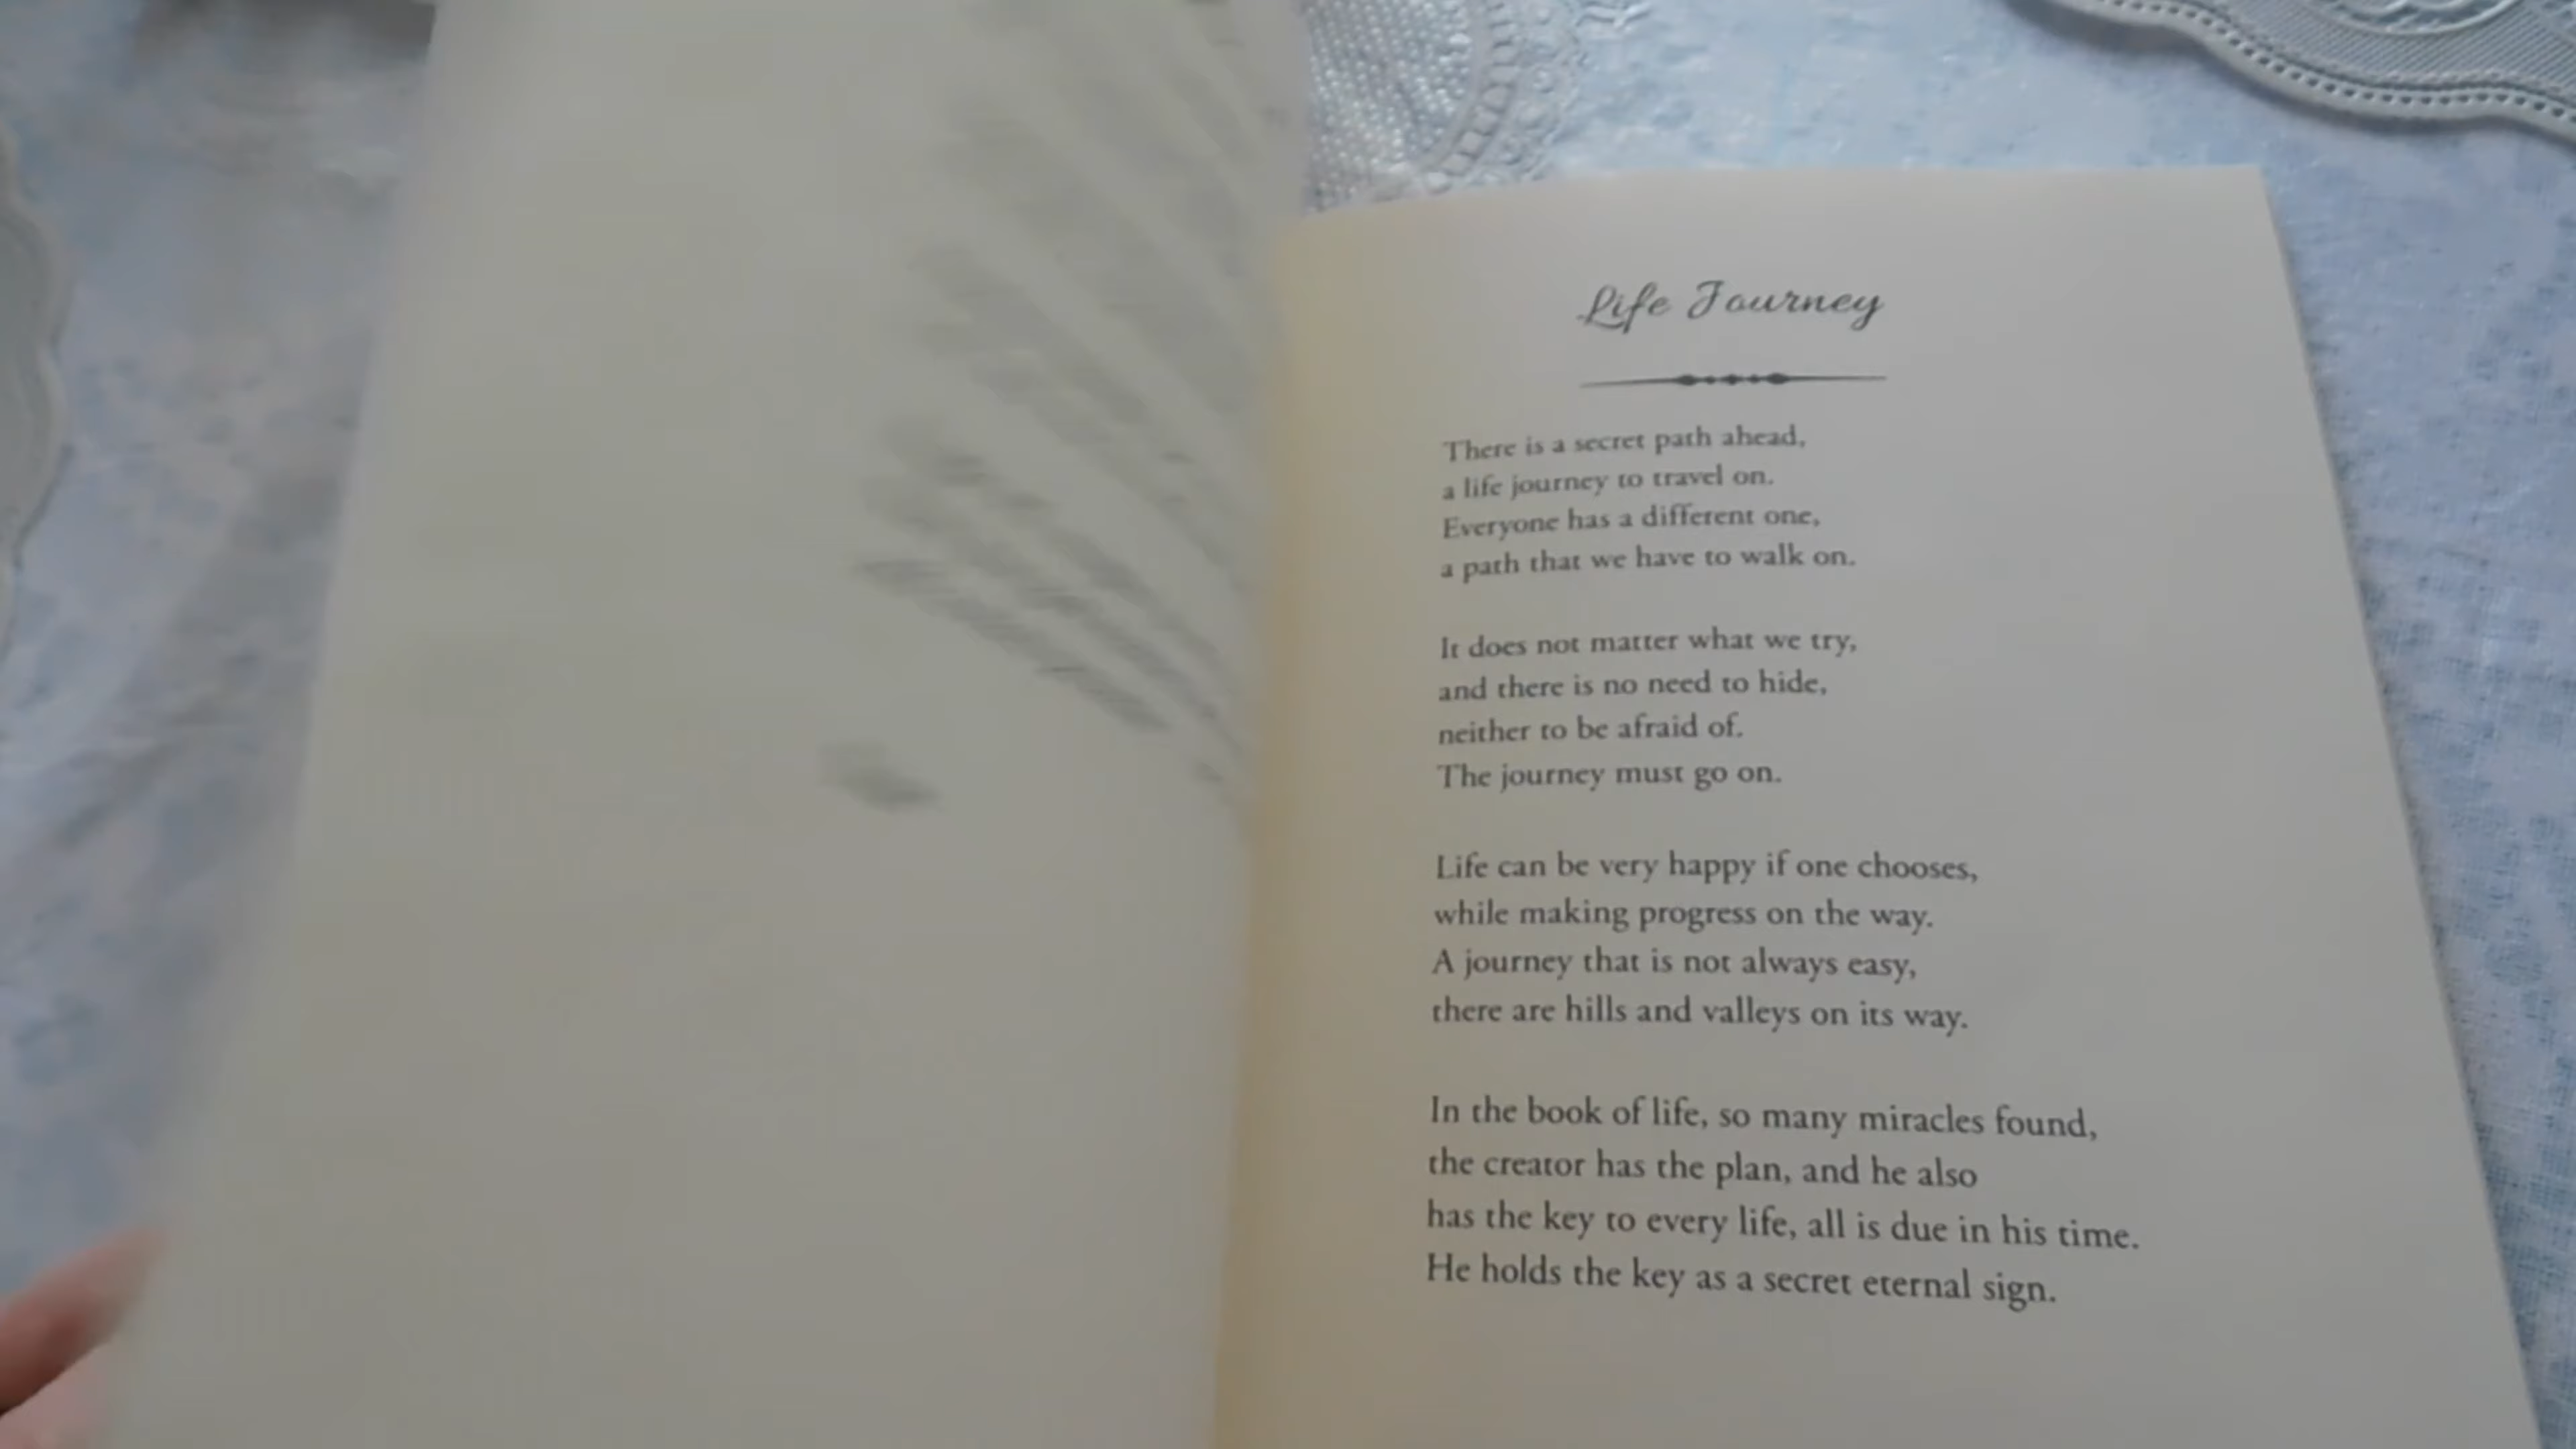 Life Journey
There is a secret path ahead,
a life journey to travel on.
Everyone has a different one,
a path that we have to walk on.
It does not matter what we try,
and there is no need to hide,
neither to be afraid of.
The journey must go on.
Life can be very happy if one chooses,
while making progress on the way.
A journey that is not always easy,
there are hills and valleys on its way.
In the book of life, so many miracles found,
the creator has the plan, and he also
has the key to every life, all is due in his time.
He holds the key as a secret eternal sign.